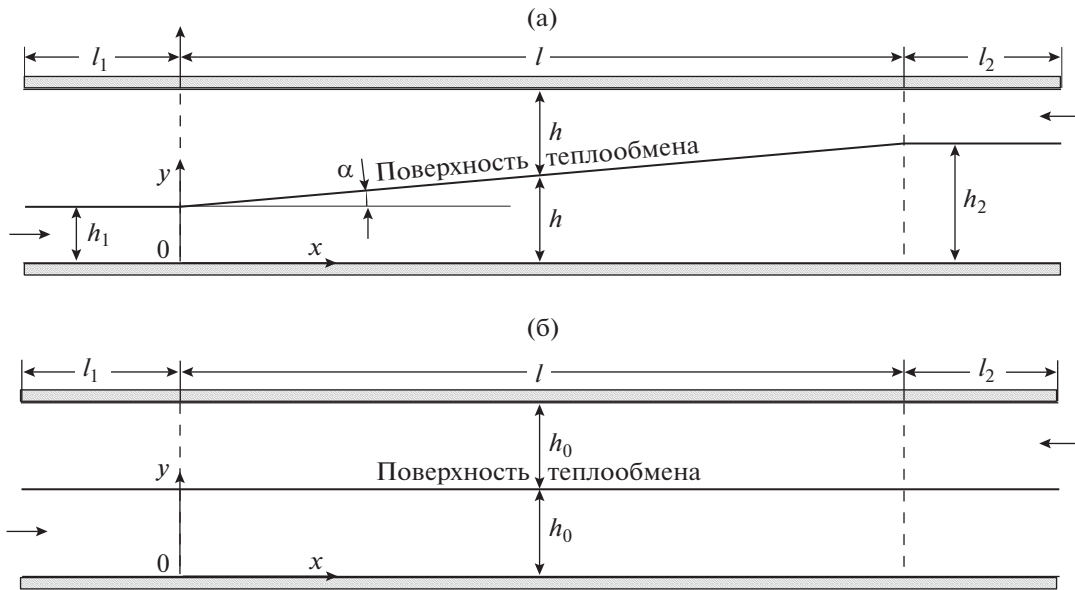 (а)
l₁ l l₂
h
α Поверхность теплообмена
y
h₁ h h₂
0 x
(б)
l₁ l l₂
h₀
Поверхность теплообмена
y
h₀
0 x